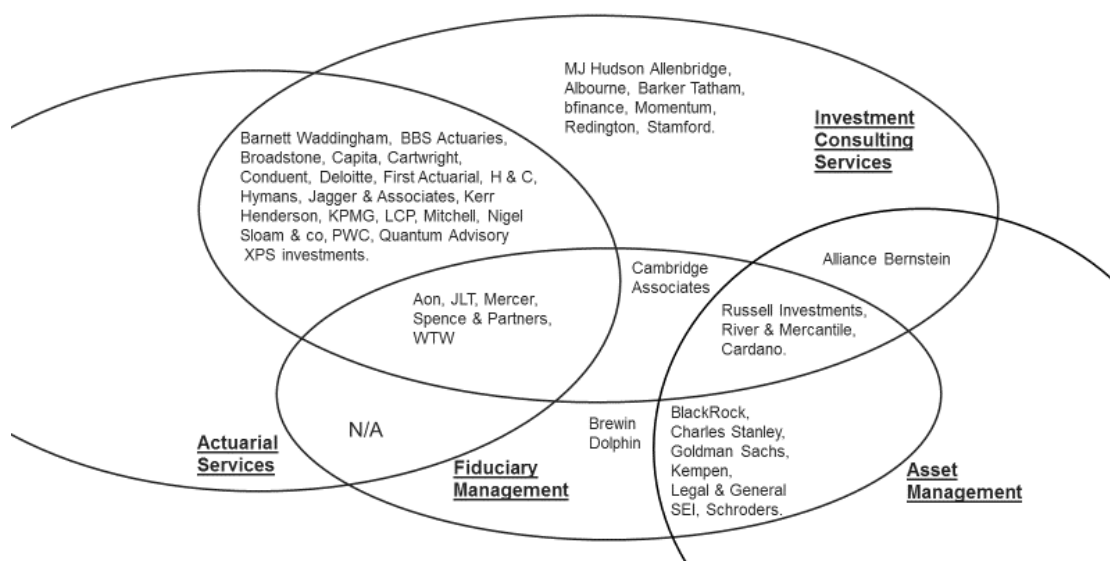 MJ Hudson Allenbridge,
Albourne, Barker Tatham,
bfinance, Momentum,
Redington, Stamford.
Investment
Consulting
Services
Barnett Waddingham, BBS Actuaries,
Broadstone, Capita, Cartwright,
Conduent, Deloitte, First Actuarial, H & C,
Hymans, Jagger & Associates, Kerr
Henderson, KPMG, LCP, Mitchell, Nigel
Sloam & co, PWC, Quantum Advisory
XPS investments.
Alliance Bernstein
Cambridge
Associates
Aon, JLT, Mercer,
Spence & Partners,
WTW
Russell Investments,
River & Mercantile,
Cardano.
N/A
Brewin
Dolphin
BlackRock,
Charles Stanley,
Goldman Sachs,
Kempen,
Legal & General
SEI, Schroders.
Actuarial
Services
Fiduciary
Management
Asset
Management